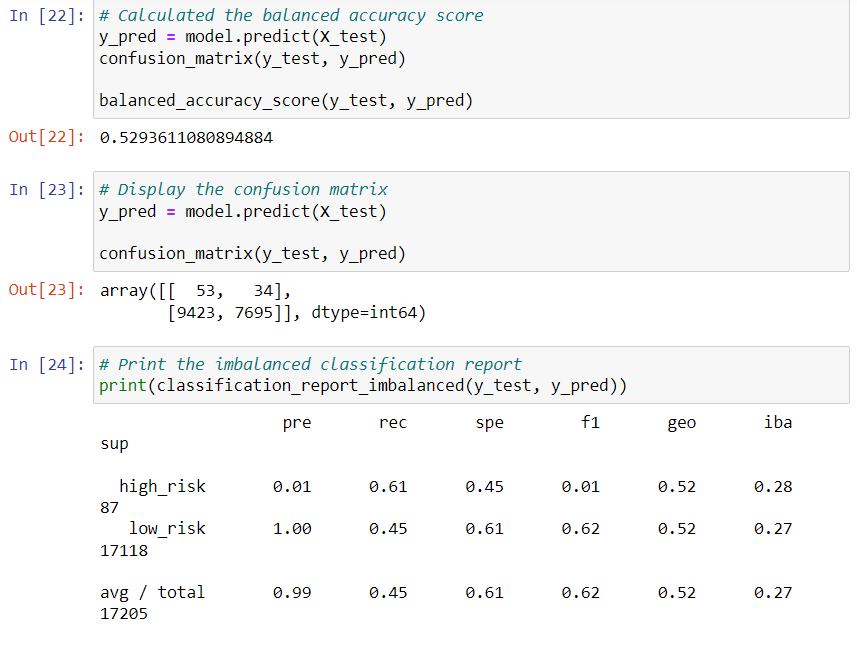 In [22]: # Calculated the balanced accuracy score
y_pred = model.predict(X_test)
confusion_matrix(y_test, y_pred)
balanced_accuracy_score(y_test, y_pred)
Out[22]: 0.5293611080894884
In [23]: # Display the confusion matrix
y_pred = model.predict(X_test)
confusion_matrix(y_test, y_pred)
Out[23]: array([[  53,   34],
       [9423, 7695]], dtype=int64)
In [24]: # Print the imbalanced classification report
print(classification_report_imbalanced(y_test, y_pred))
pre rec spe f1 geo iba
sup
high_risk 0.01 0.61 0.45 0.01 0.52 0.28
87
low_risk 1.00 0.45 0.61 0.62 0.52 0.27
17118
avg / total 0.99 0.45 0.61 0.62 0.52 0.27
17205